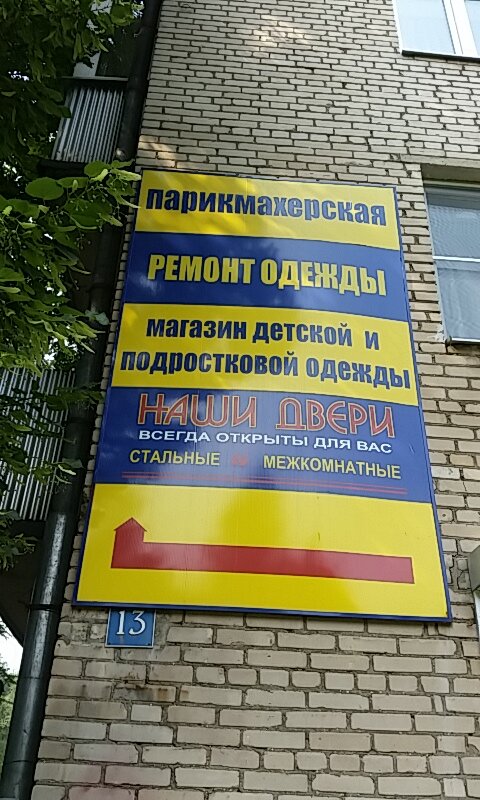 парикмахерская
РЕМОНТ ОДЕЖДЫ
магазин детской и
подростковой одежды
НАШИ ДВЕРИ
ВСЕГДА ОТКРЫТЫ ДЛЯ ВАС
СТАЛЬНЫЕ МЕЖКОМНАТНЫЕ
13